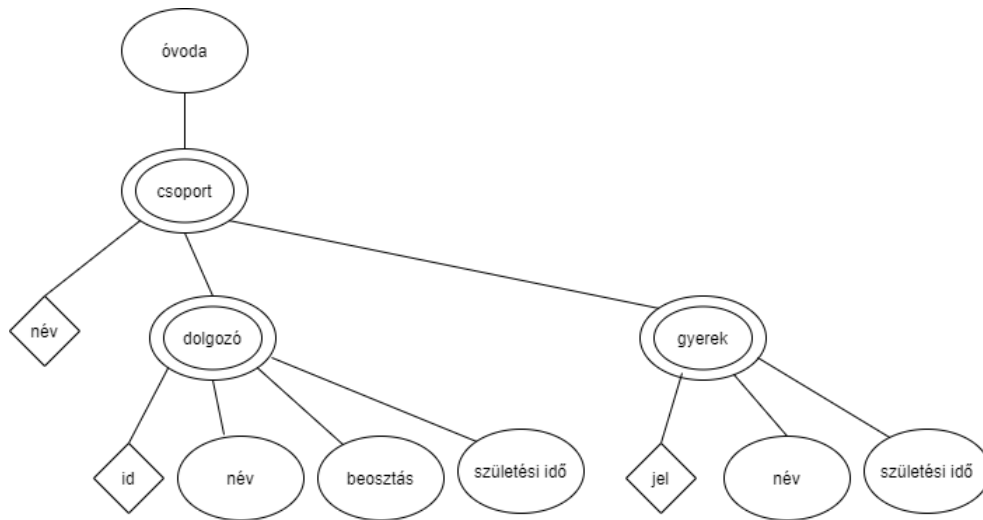 óvoda
csoport
név
dolgozó
gyerek
id
név
beosztás
születési idő
jel
név
születési idő